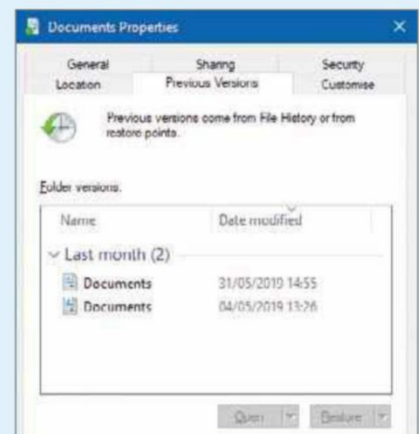 Documents Properties
General Sharing Security
Location Previous Versions Customise
Previous versions come from File History or from
restore points.
Folder versions:
Name Date modified
Last month (2)
Documents 31/05/2019 14:55
Documents 04/05/2019 13:26
Open Restore